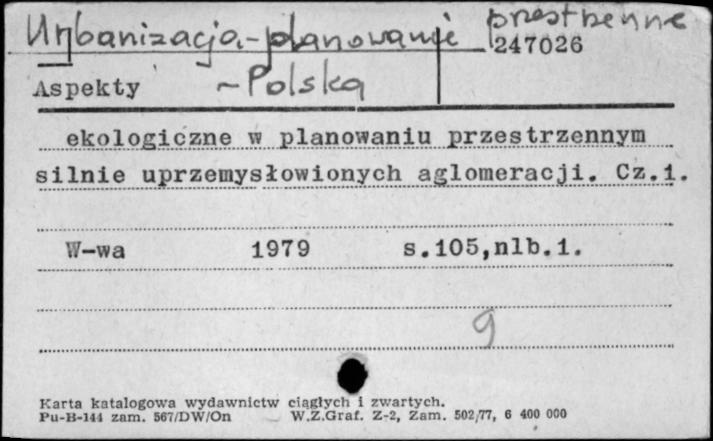 Urbanizacja - planowanie przestrzenne
247026
Aspekty
- Polska
ekologiczne w planowaniu przestrzennym
silnie uprzemysłowionych aglomeracji. Cz.1.
W-wa 1979 s.105,nlb.1.
9
Karta katalogowa wydawnictw ciągłych i zwartych.
Pu-B-144 zam. 567/DW/On W.Z.Graf. Z-2, Zam. 502/77, 6 400 000